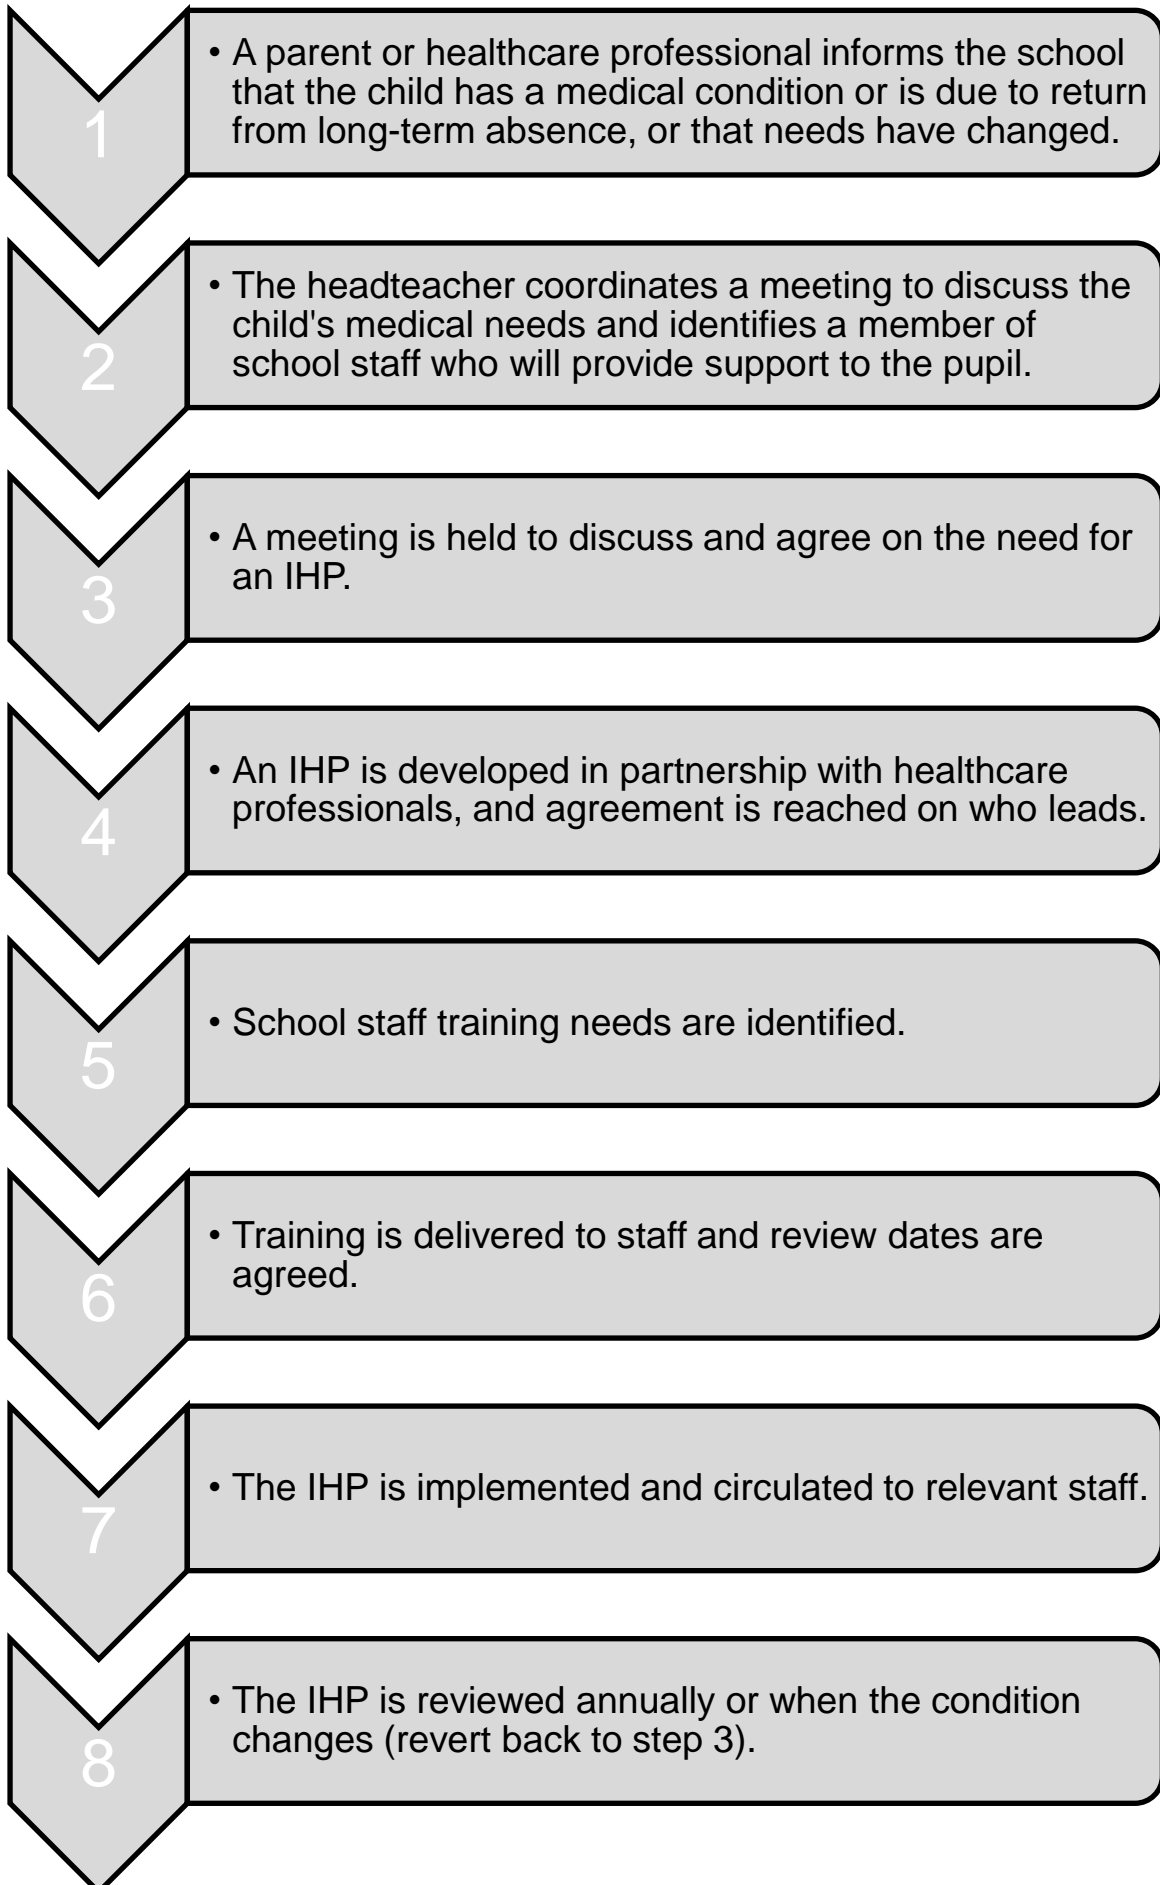 1
• A parent or healthcare professional informs the school
that the child has a medical condition or is due to return
from long-term absence, or that needs have changed.
2
• The headteacher coordinates a meeting to discuss the
child's medical needs and identifies a member of
school staff who will provide support to the pupil.
3
• A meeting is held to discuss and agree on the need for
an IHP.
4
• An IHP is developed in partnership with healthcare
professionals, and agreement is reached on who leads.
5
• School staff training needs are identified.
6
• Training is delivered to staff and review dates are
agreed.
7
• The IHP is implemented and circulated to relevant staff.
8
• The IHP is reviewed annually or when the condition
changes (revert back to step 3).